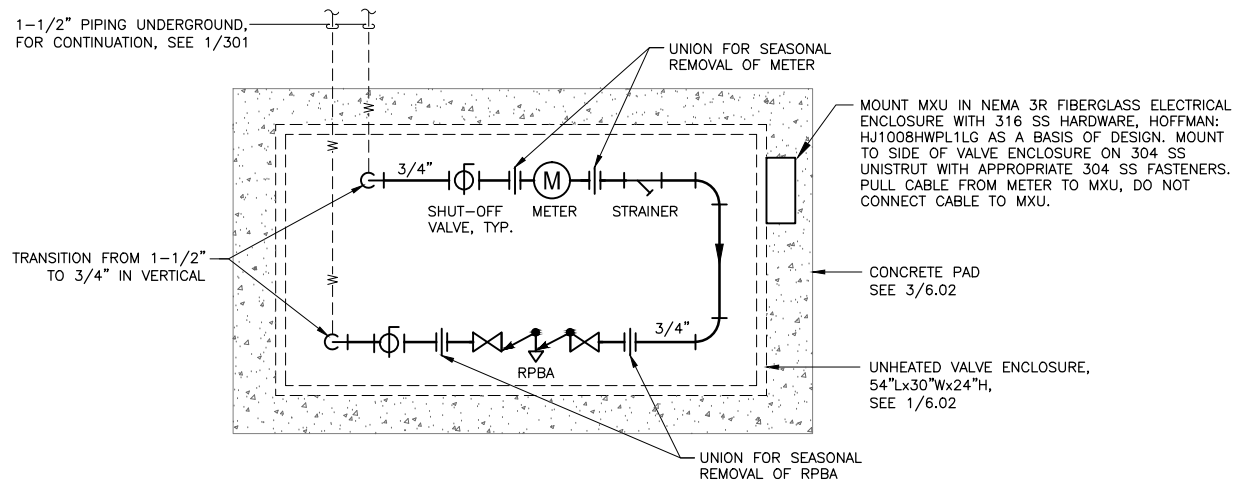 1-1/2" PIPING UNDERGROUND,
FOR CONTINUATION, SEE 1/301
UNION FOR SEASONAL
REMOVAL OF METER
MOUNT MXU IN NEMA 3R FIBERGLASS ELECTRICAL
ENCLOSURE WITH 316 SS HARDWARE, HOFFMAN:
HJ1008HWPL1LG AS A BASIS OF DESIGN. MOUNT
TO SIDE OF VALVE ENCLOSURE ON 304 SS
UNISTRUT WITH APPROPRIATE 304 SS FASTENERS.
PULL CABLE FROM METER TO MXU, DO NOT
CONNECT CABLE TO MXU.
3/4"
M
SHUT-OFF
VALVE, TYP.
METER
STRAINER
TRANSITION FROM 1-1/2"
TO 3/4" IN VERTICAL
CONCRETE PAD
SEE 3/6.02
3/4"
RPBA
UNHEATED VALVE ENCLOSURE,
54"Lx30"Wx24"H,
SEE 1/6.02
UNION FOR SEASONAL
REMOVAL OF RPBA